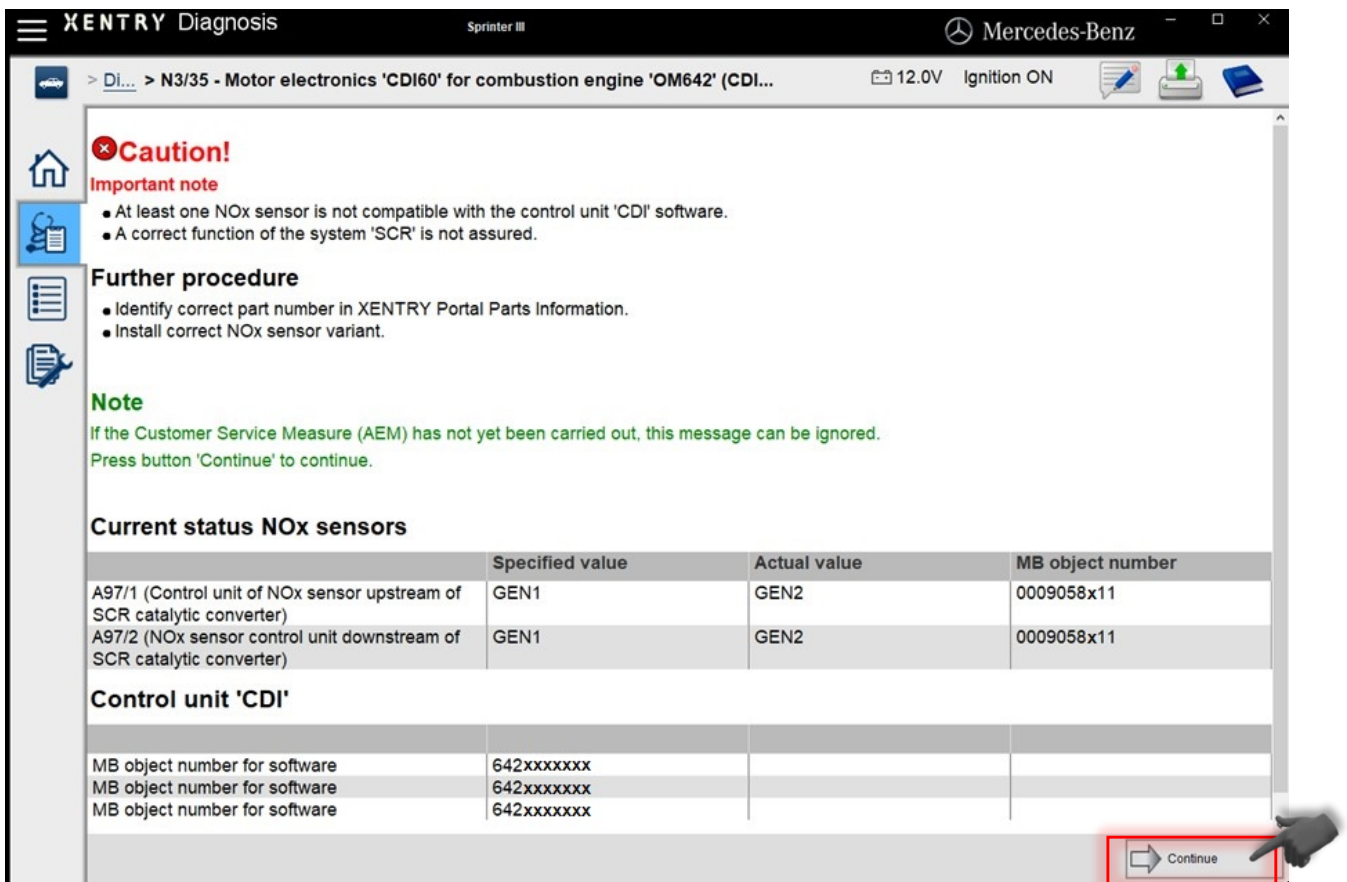 XENTRY Diagnosis
Sprinter III
Mercedes-Benz
> Di... > N3/35 - Motor electronics 'CDI60' for combustion engine 'OM642' (CDI...
12.0V Ignition ON
Caution!
Important note
• At least one NOx sensor is not compatible with the control unit 'CDI' software.
• A correct function of the system 'SCR' is not assured.
Further procedure
• Identify correct part number in XENTRY Portal Parts Information.
• Install correct NOx sensor variant.
Note
If the Customer Service Measure (AEM) has not yet been carried out, this message can be ignored.
Press button 'Continue' to continue.
Current status NOx sensors
Specified value Actual value MB object number
A97/1 (Control unit of NOx sensor upstream of GEN1 GEN2 0009058x11
SCR catalytic converter)
A97/2 (NOx sensor control unit downstream of GEN1 GEN2 0009058x11
SCR catalytic converter)
Control unit 'CDI'
MB object number for software 642xxxxxxx
MB object number for software 642xxxxxxx
MB object number for software 642xxxxxxx
Continue